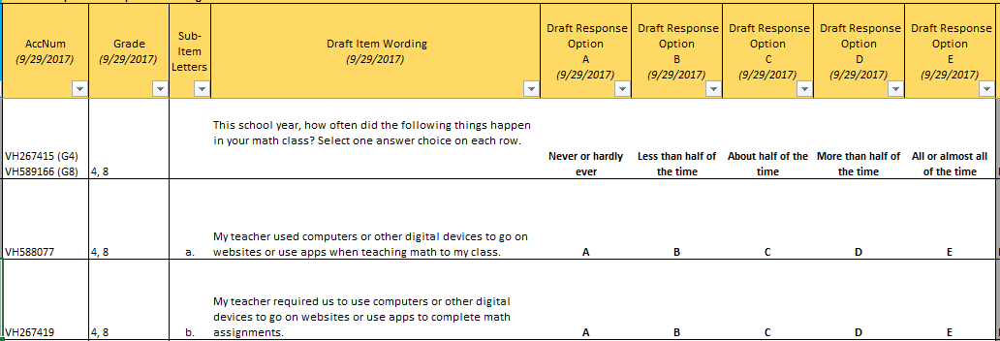 AccNum
(9/29/2017)
Grade
(9/29/2017)
Sub-
Item
Letters
Draft Item Wording
(9/29/2017)
Draft Response
Option
A
(9/29/2017)
Draft Response
Option
B
(9/29/2017)
Draft Response
Option
C
(9/29/2017)
Draft Response
Option
D
(9/29/2017)
Draft Response
Option
E
(9/29/2017)
VH267415 (G4)
VH589166 (G8)
4, 8
This school year, how often did the following things happen
in your math class? Select one answer choice on each row.
Never or hardly
ever
Less than half of
the time
About half of the
time
More than half of
the time
All or almost all
of the time
VH588077
4, 8
a.
My teacher used computers or other digital devices to go on
websites or use apps when teaching math to my class.
A
B
C
D
E
VH267419
4, 8
b.
My teacher required us to use computers or other digital
devices to go on websites or use apps to complete math
assignments.
A
B
C
D
E